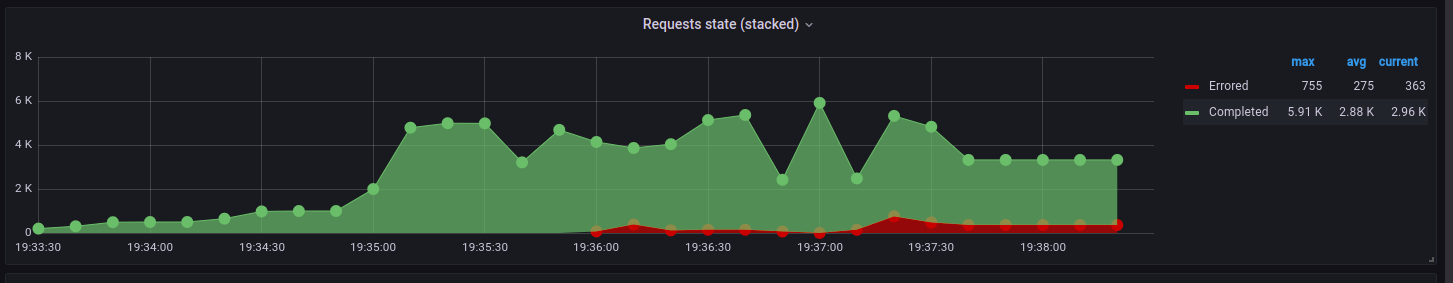 Requests state (stacked)
8 K
6 K
4 K
2 K
0
19:33:30 19:34:00 19:34:30 19:35:00 19:35:30 19:36:00 19:36:30 19:37:00 19:37:30 19:38:00
max avg current
Errored 755 275 363
Completed 5.91 K 2.88 K 2.96 K